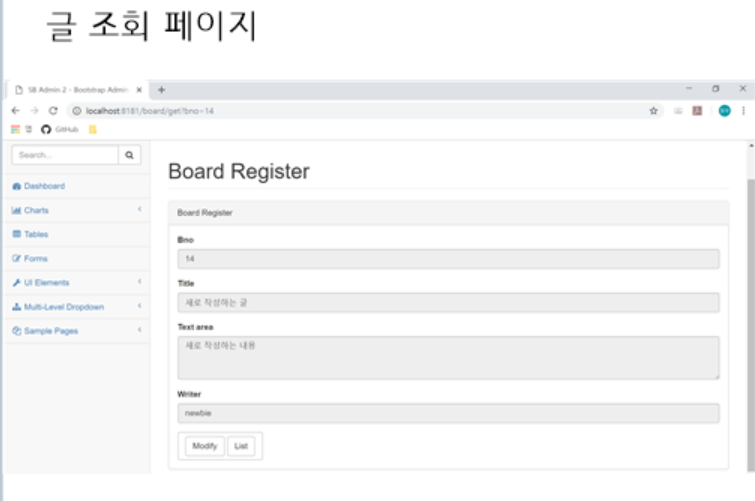 글 조회 페이지
SB Admin 2 - Bootstrap Admin
localhost:8181/board/get?bno=14
앱 GitHub
Search...
Board Register
Dashboard
Charts
Board Register
Tables
Bno
14
Forms
Title
UI Elements
새로 작성하는 글
Multi-Level Dropdown
Text area
Sample Pages
새로 작성하는 내용
Writer
newbie
Modify List